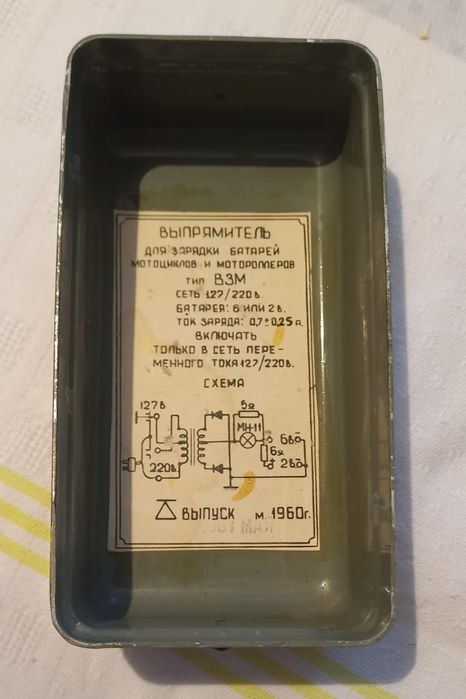 ВЫПРЯМИТЕЛЬ
ДЛЯ ЗАРЯДКИ БАТАРЕЙ
МОТОЦИКЛОВ И МОТОРОЛЛЕРОВ
ТИП ВЗМ
СЕТЬ 127/220 в.
БАТАРЕЯ: 6 ИЛИ 2 в.
ТОК ЗАРЯДА: 0,7±0,25 а.
ВКЛЮЧАТЬ
ТОЛЬКО В СЕТЬ ПЕРЕ-
МЕННОГО ТОКА 127/220в.
СХЕМА
127в
5Ω
МН-11
6в-
6Ω
+ 2в-
220в
ВЫПУСК м. 1960г.